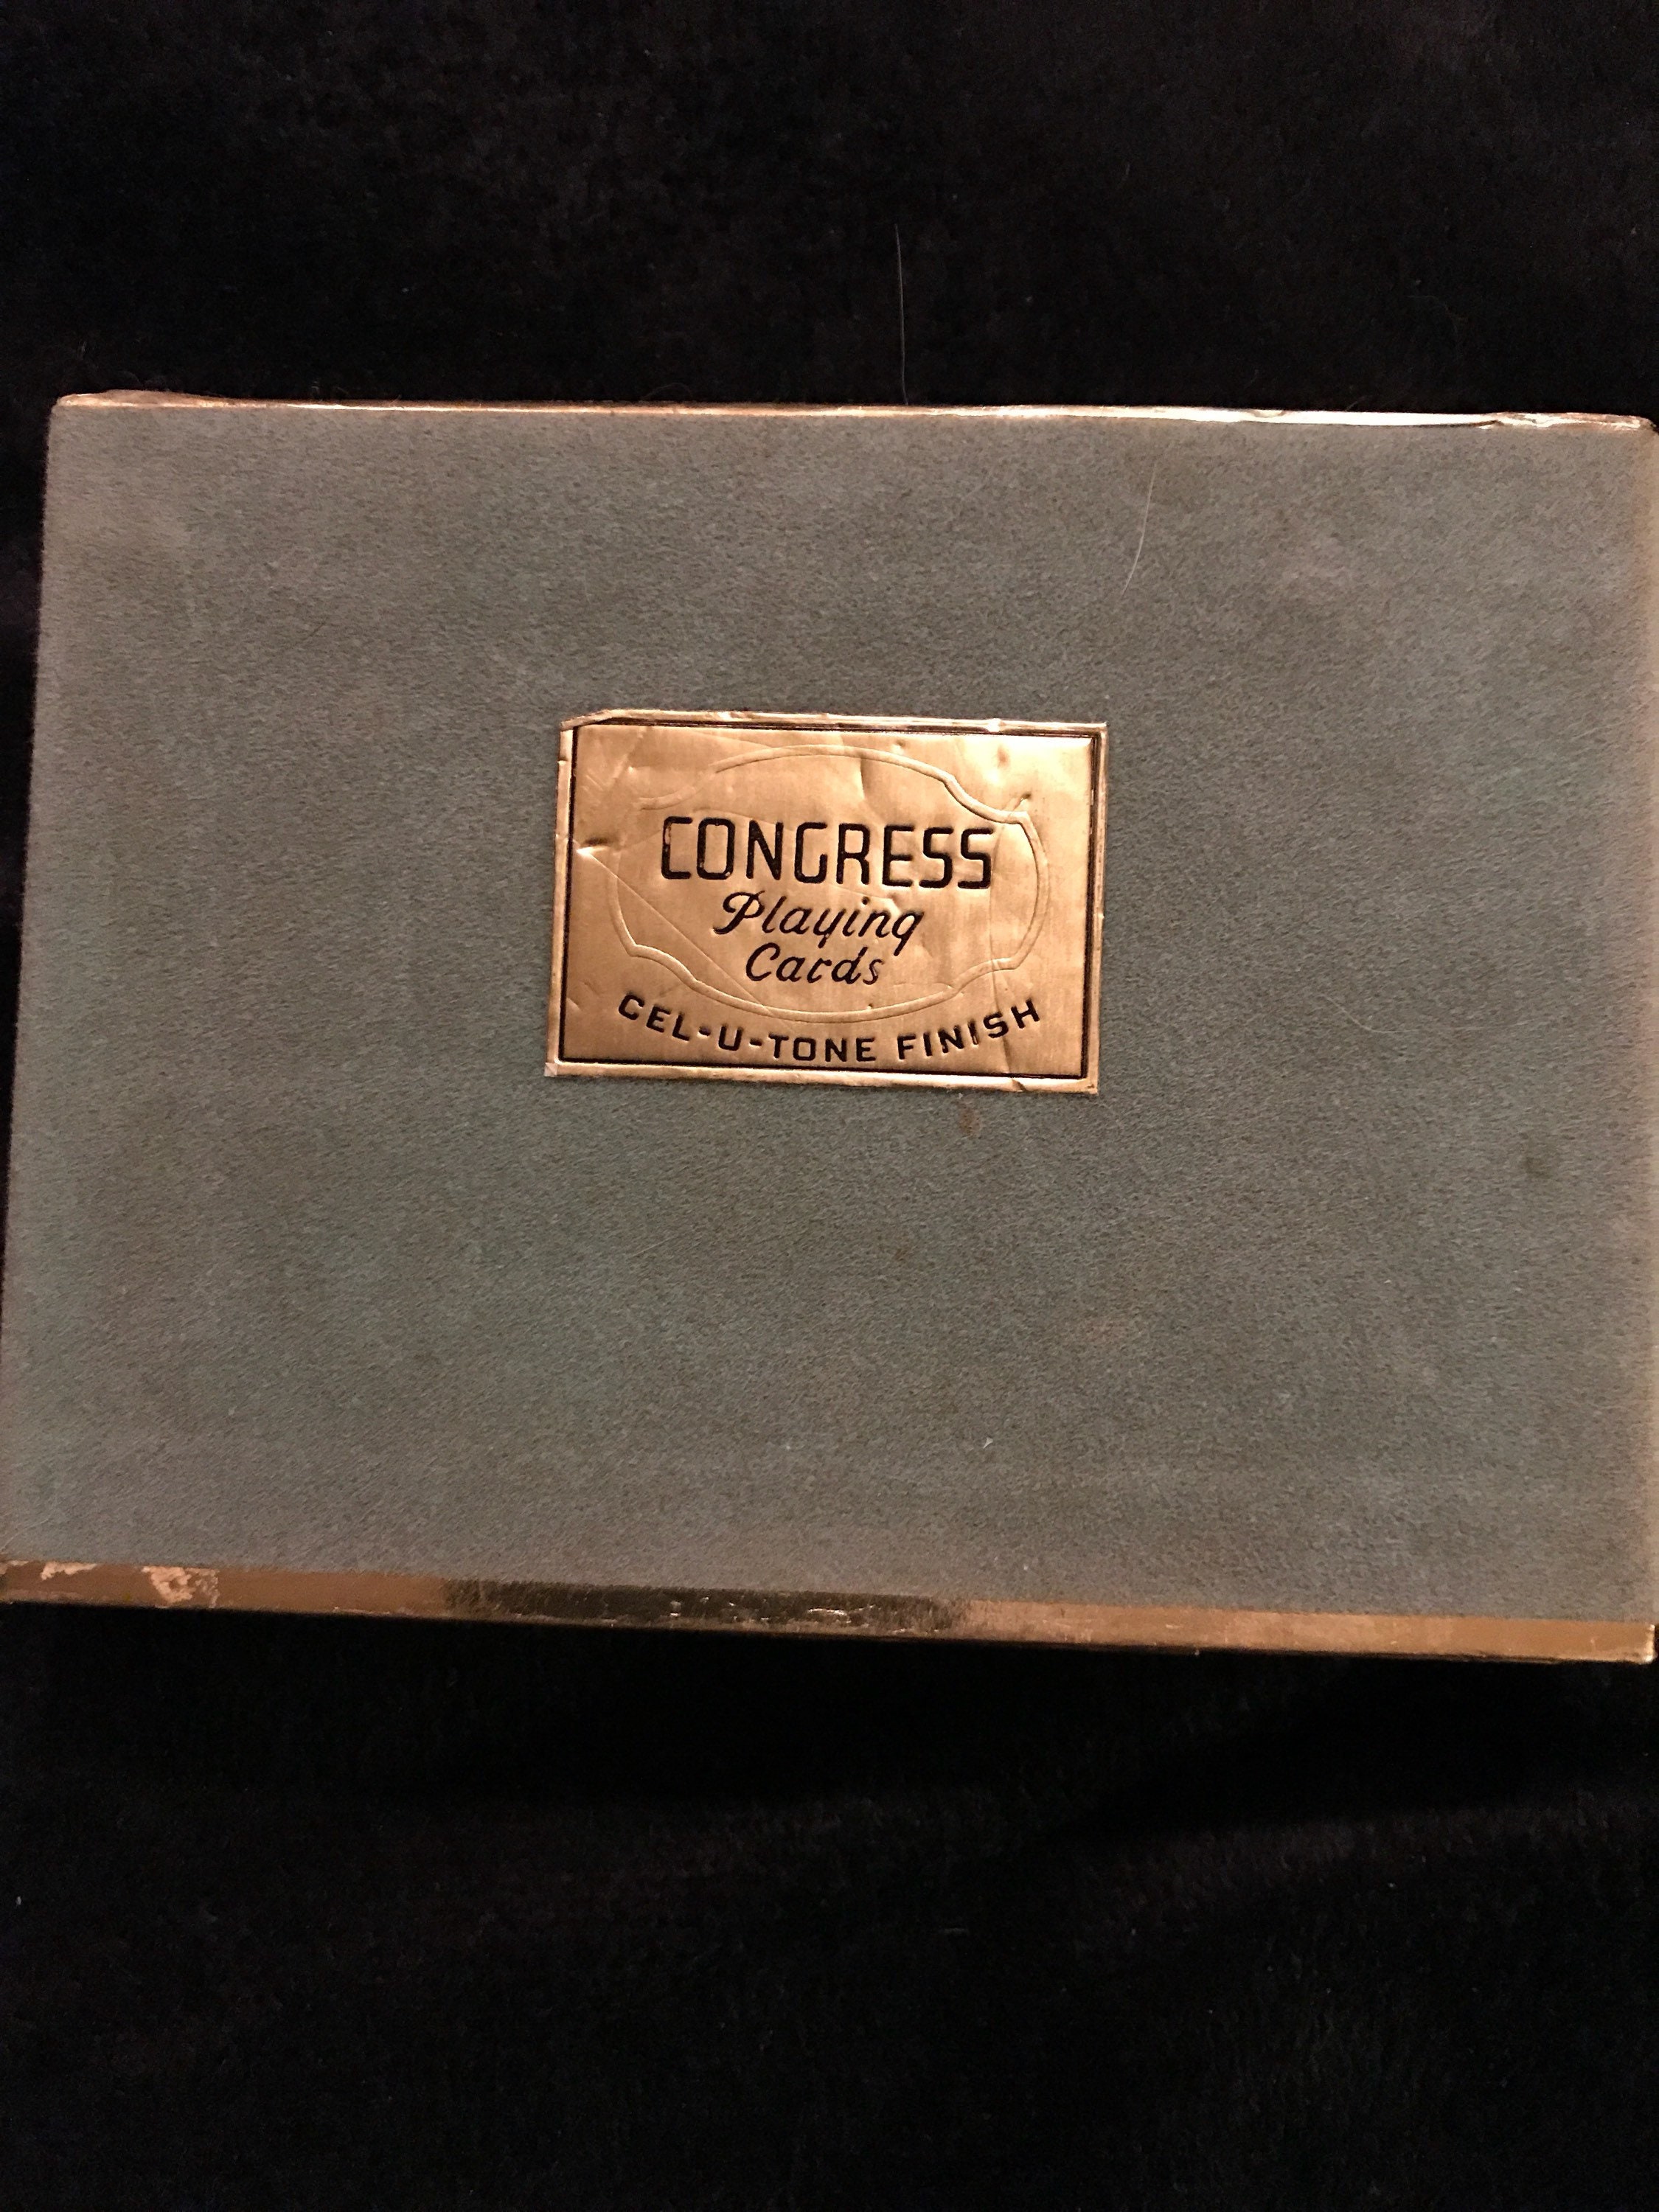 CONGRESS
Playing
Cards
CEL-U-TONE FINISH